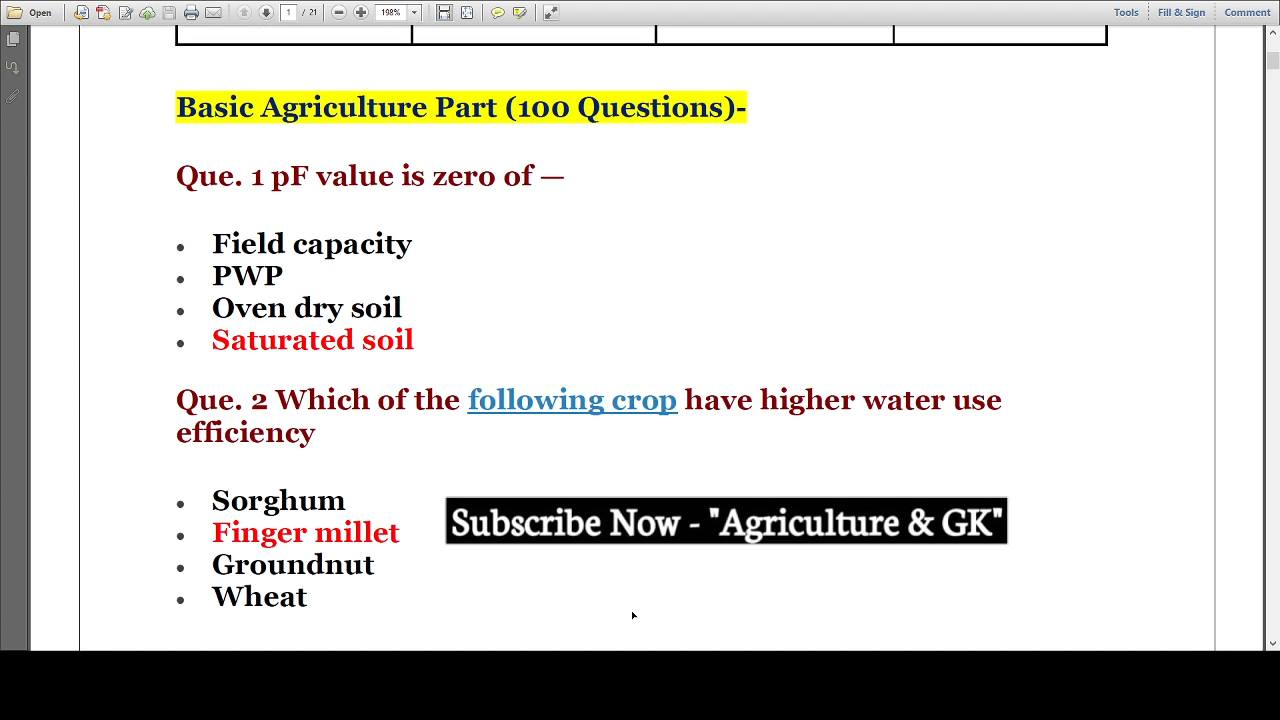 Open
1 / 21
198%
Tools
Fill & Sign
Comment
Basic Agriculture Part (100 Questions)-
Que. 1 pF value is zero of —
• Field capacity
• PWP
• Oven dry soil
• Saturated soil
Que. 2 Which of the following crop have higher water use
efficiency
• Sorghum
• Finger millet
• Groundnut
• Wheat
Subscribe Now - "Agriculture & GK"